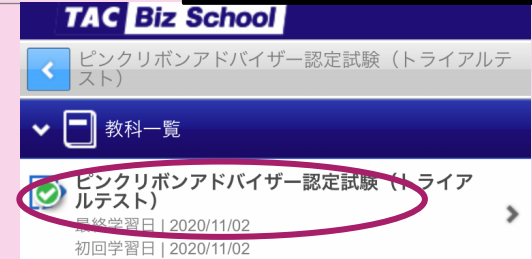 TAC Biz School
ピンクリボンアドバイザー認定試験（トライアルテ
スト）
教科一覧
ピンクリボンアドバイザー認定試験（トライア
ルテスト）
最終学習日 | 2020/11/02
初回学習日 | 2020/11/02